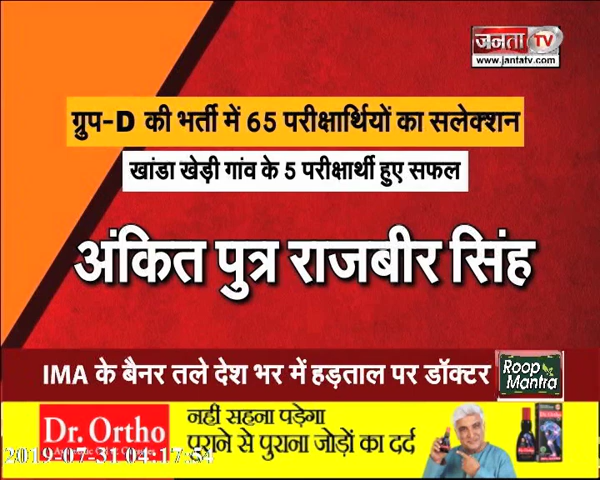 जनता TV
www.jantatv.com
ग्रुप-D की भर्ती में 65 परीक्षार्थियों का सलेक्शन
खांडा खेड़ी गांव के 5 परीक्षार्थी हुए सफल
अंकित पुत्र राजबीर सिंह
IMA के बैनर तले देश भर में हड़ताल पर डॉक्टर
Roop
Mantra
Dr. Ortho
नहीं सहना पड़ेगा
पुराने से पुराना जोड़ों का दर्द
2019-07-31 04:17:54